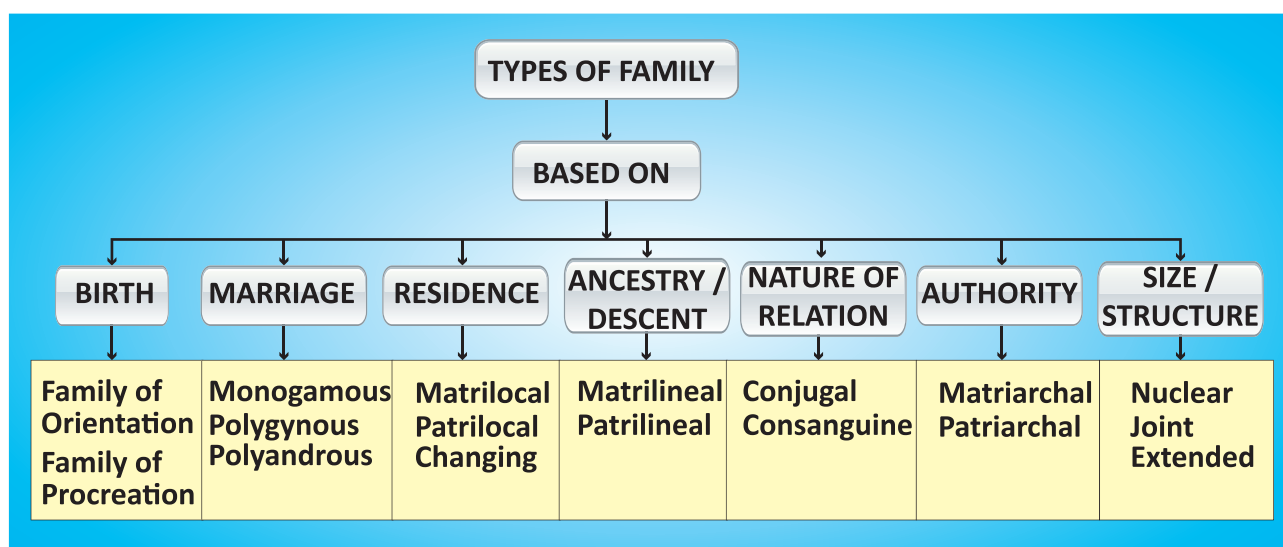 TYPES OF FAMILY
BASED ON
BIRTH
MARRIAGE
RESIDENCE
ANCESTRY /
DESCENT
NATURE OF
RELATION
AUTHORITY
SIZE /
STRUCTURE
Family of
Orientation
Family of
Procreation
Monogamous
Polygynous
Polyandrous
Matrilocal
Patrilocal
Changing
Matrilineal
Patrilineal
Conjugal
Consanguine
Matriarchal
Patriarchal
Nuclear
Joint
Extended